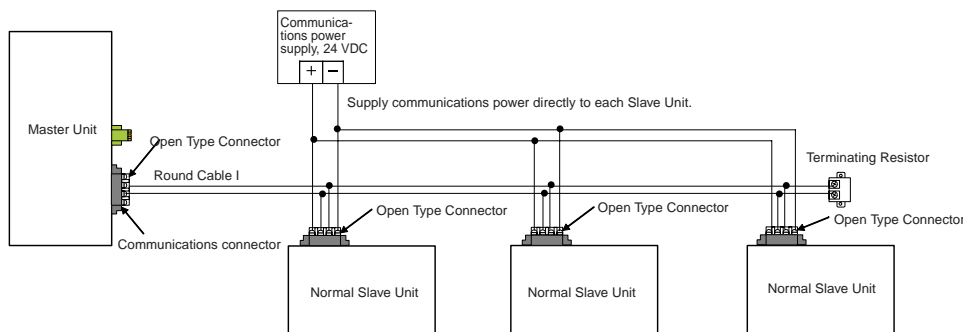 Communica-
tions power
supply, 24 VDC
+ −
Supply communications power directly to each Slave Unit.
Master Unit
Open Type Connector
Terminating Resistor
Round Cable I
Open Type Connector
Open Type Connector
Open Type Connector
Communications connector
Normal Slave Unit
Normal Slave Unit
Normal Slave Unit